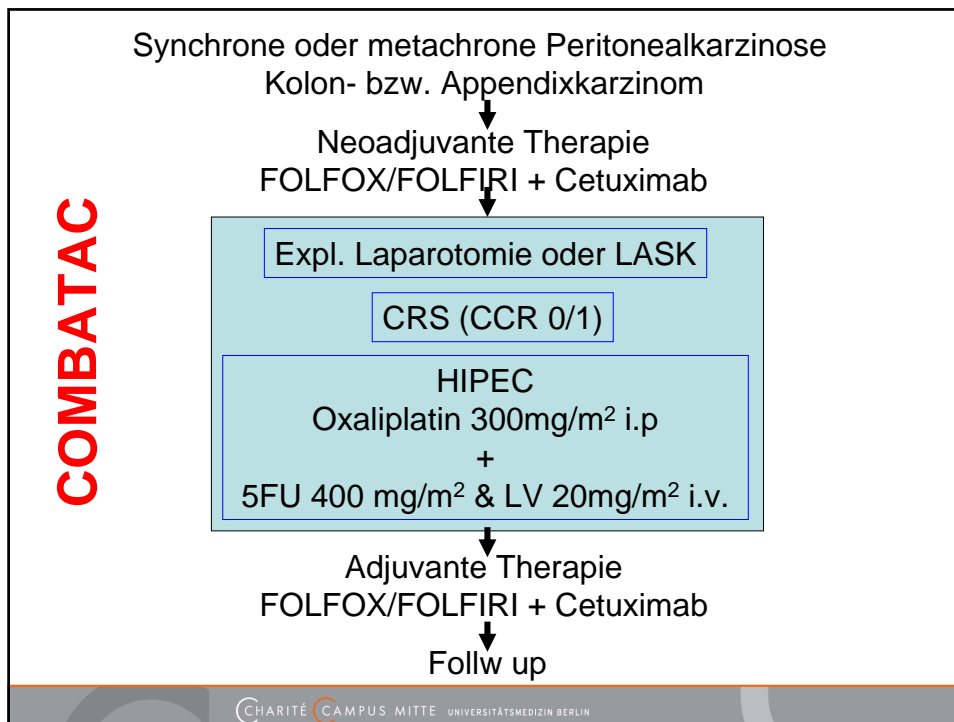 Synchrone oder metachrone Peritonealkarzinose
Kolon- bzw. Appendixkarzinom
Neoadjuvante Therapie
FOLFOX/FOLFIRI + Cetuximab
COMBATAC
Expl. Laparotomie oder LASK
CRS (CCR 0/1)
HIPEC
Oxaliplatin 300mg/m² i.p
+
5FU 400 mg/m² & LV 20mg/m² i.v.
Adjuvante Therapie
FOLFOX/FOLFIRI + Cetuximab
Follw up
CHARITÉ CAMPUS MITTE UNIVERSITÄTSMEDIZIN BERLIN